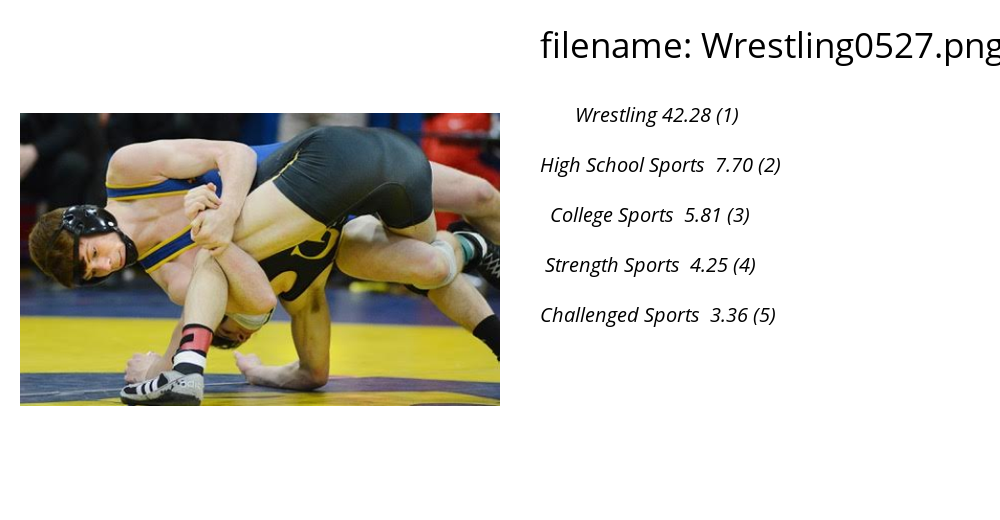 filename: Wrestling0527.png
Wrestling 42.28 (1)
High School Sports 7.70 (2)
College Sports 5.81 (3)
Strength Sports 4.25 (4)
Challenged Sports 3.36 (5)